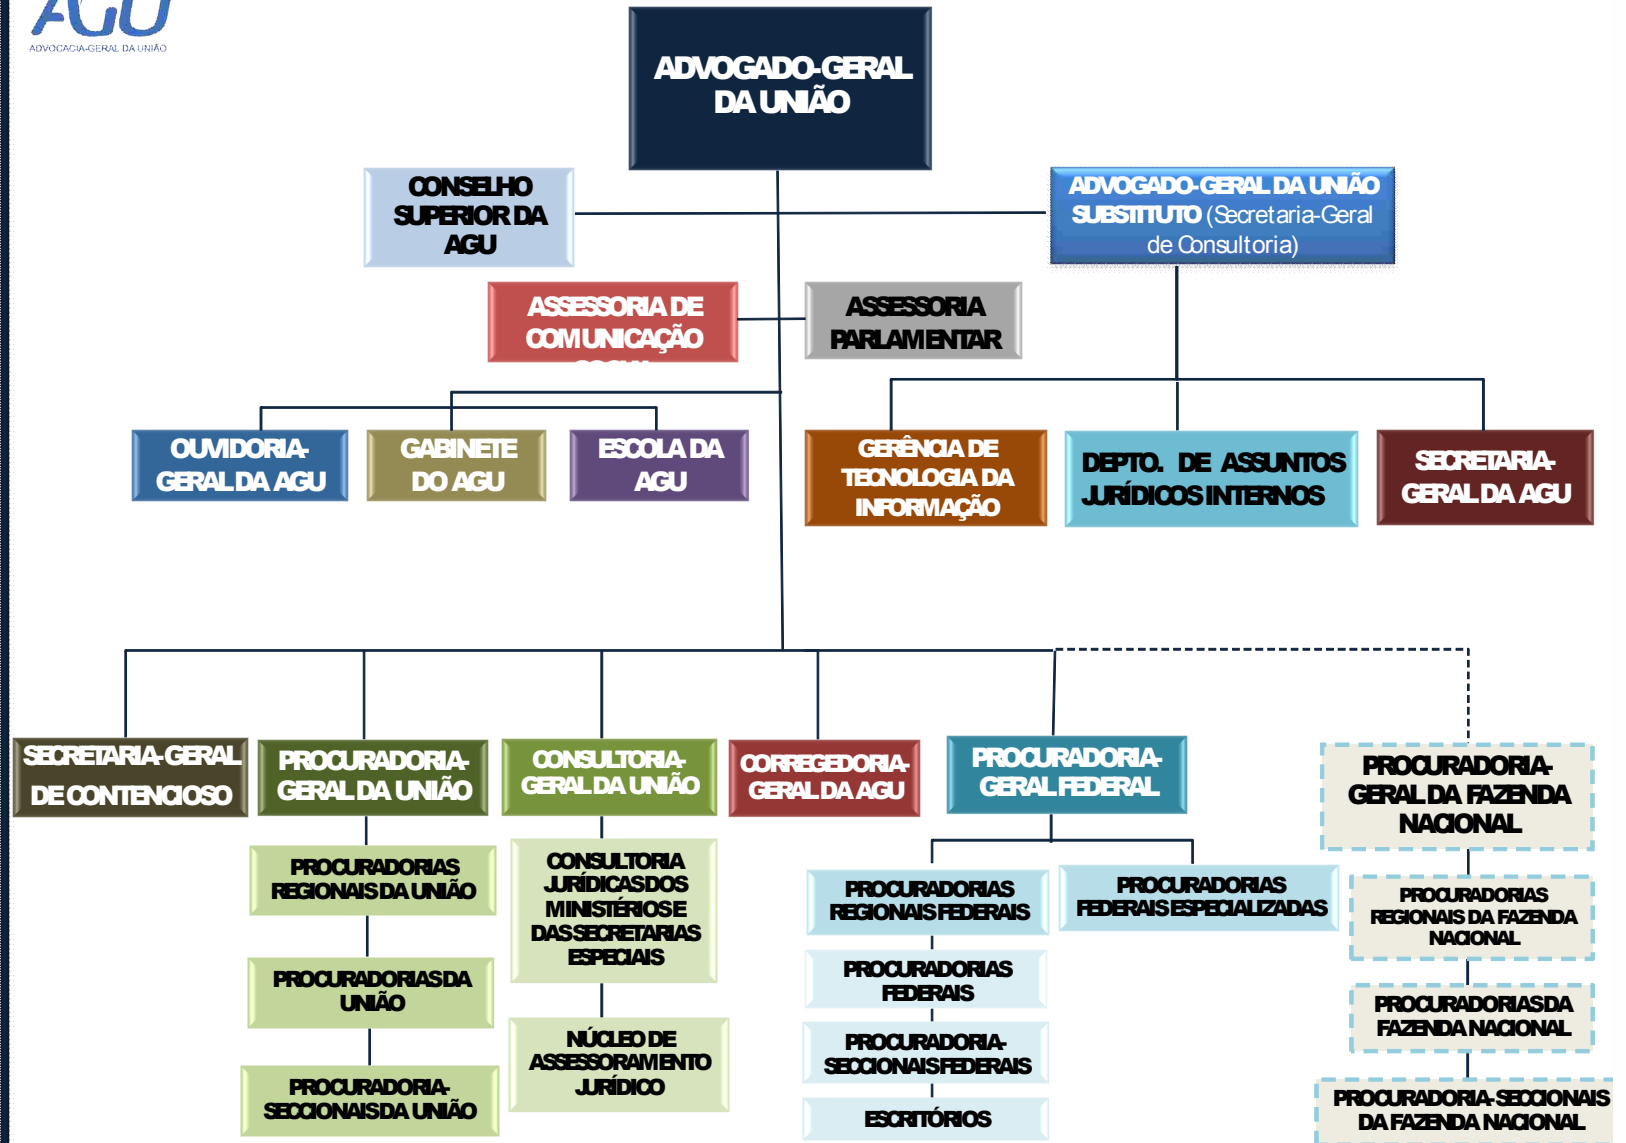 AGU
ADVOCACIA-GERAL DA UNIÃO
ADVOGADO-GERAL
DA UNIÃO
CONSELHO
SUPERIOR DA
AGU
ADVOGADO-GERAL DA UNIÃO
SUBSTITUTO (Secretaria-Geral
de Consultoria)
ASSESSORIA DE
COMUNICAÇÃO
ASSESSORIA
PARLAMENTAR
OUVIDORIA-
GERAL DA AGU
GABINETE
DO AGU
ESCOLA DA
AGU
GERÊNCIA DE
TECNOLOGIA DA
INFORMAÇÃO
DEPTO. DE ASSUNTOS
JURÍDICOS INTERNOS
SECRETARIA-
GERAL DA AGU
SECRETARIA-GERAL
DE CONTENCIOSO
PROCURADORIA-
GERAL DA UNIÃO
CONSULTORIA-
GERAL DA UNIÃO
CORREGEDORIA-
GERAL DA AGU
PROCURADORIA-
GERAL FEDERAL
PROCURADORIA-
GERAL DA FAZENDA
NACIONAL
PROCURADORIAS
REGIONAIS DA UNIÃO
PROCURADORIAS DA
UNIÃO
PROCURADORIA-
SECCIONAIS DA UNIÃO
CONSULTORIA
JURÍDICAS DOS
MINISTÉRIOS E
DAS SECRETARIAS
ESPECIAIS
NÚCLEO DE
ASSESSORAMENTO
JURÍDICO
PROCURADORIAS
REGIONAIS FEDERAIS
PROCURADORIAS
FEDERAIS
PROCURADORIA-
SECCIONAIS FEDERAIS
ESCRITÓRIOS
PROCURADORIAS
FEDERAIS ESPECIALIZADAS
PROCURADORIAS
REGIONAIS DA FAZENDA
NACIONAL
PROCURADORIAS DA
FAZENDA NACIONAL
PROCURADORIA-SECCIONAIS
DA FAZENDA NACIONAL